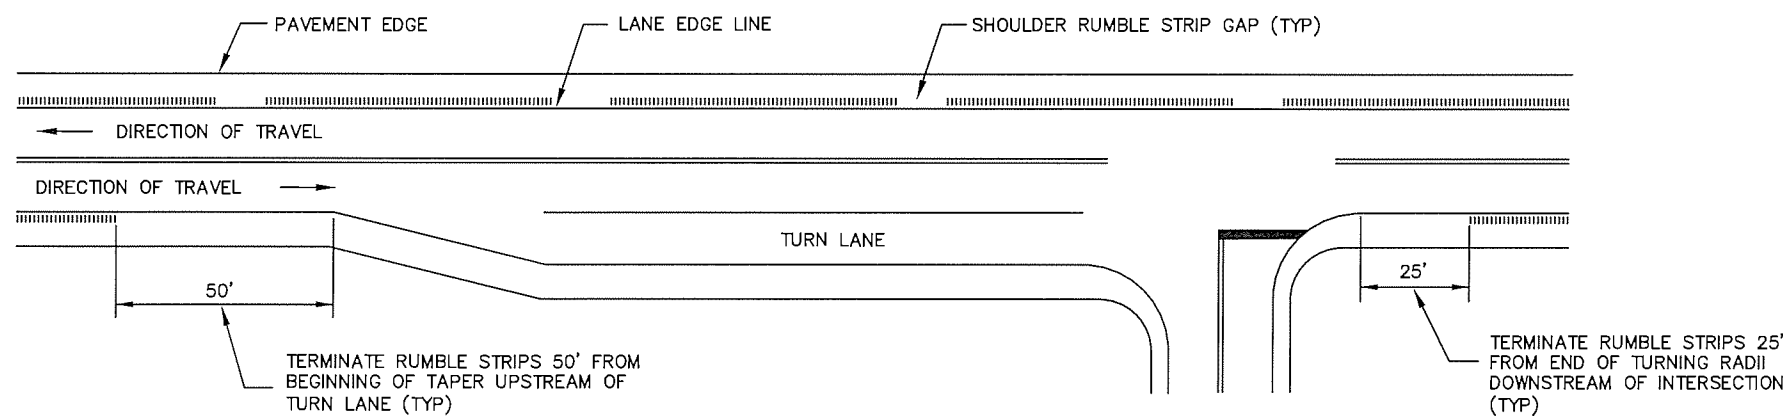 PAVEMENT EDGE
LANE EDGE LINE
SHOULDER RUMBLE STRIP GAP (TYP)
DIRECTION OF TRAVEL
DIRECTION OF TRAVEL
TURN LANE
50'
25'
TERMINATE RUMBLE STRIPS 50' FROM
BEGINNING OF TAPER UPSTREAM OF
TURN LANE (TYP)
TERMINATE RUMBLE STRIPS 25'
FROM END OF TURNING RADII
DOWNSTREAM OF INTERSECTION
(TYP)